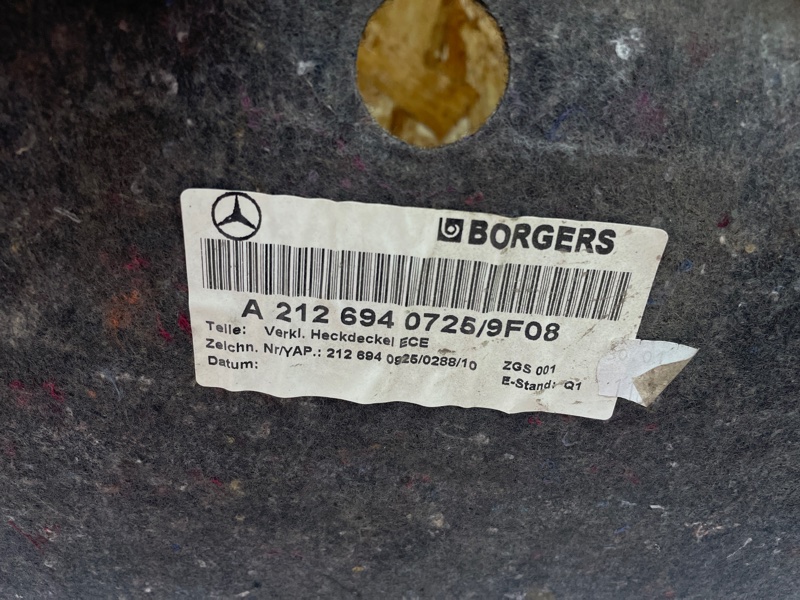 BORGERS
A 212 694 0725/9F08
Teile: Verkl. Heckdeckel ECE
Zeichn. Nr/YAP.: 212 694 0925/0288/10 ZGS 001
Datum: E-Stand: Q1